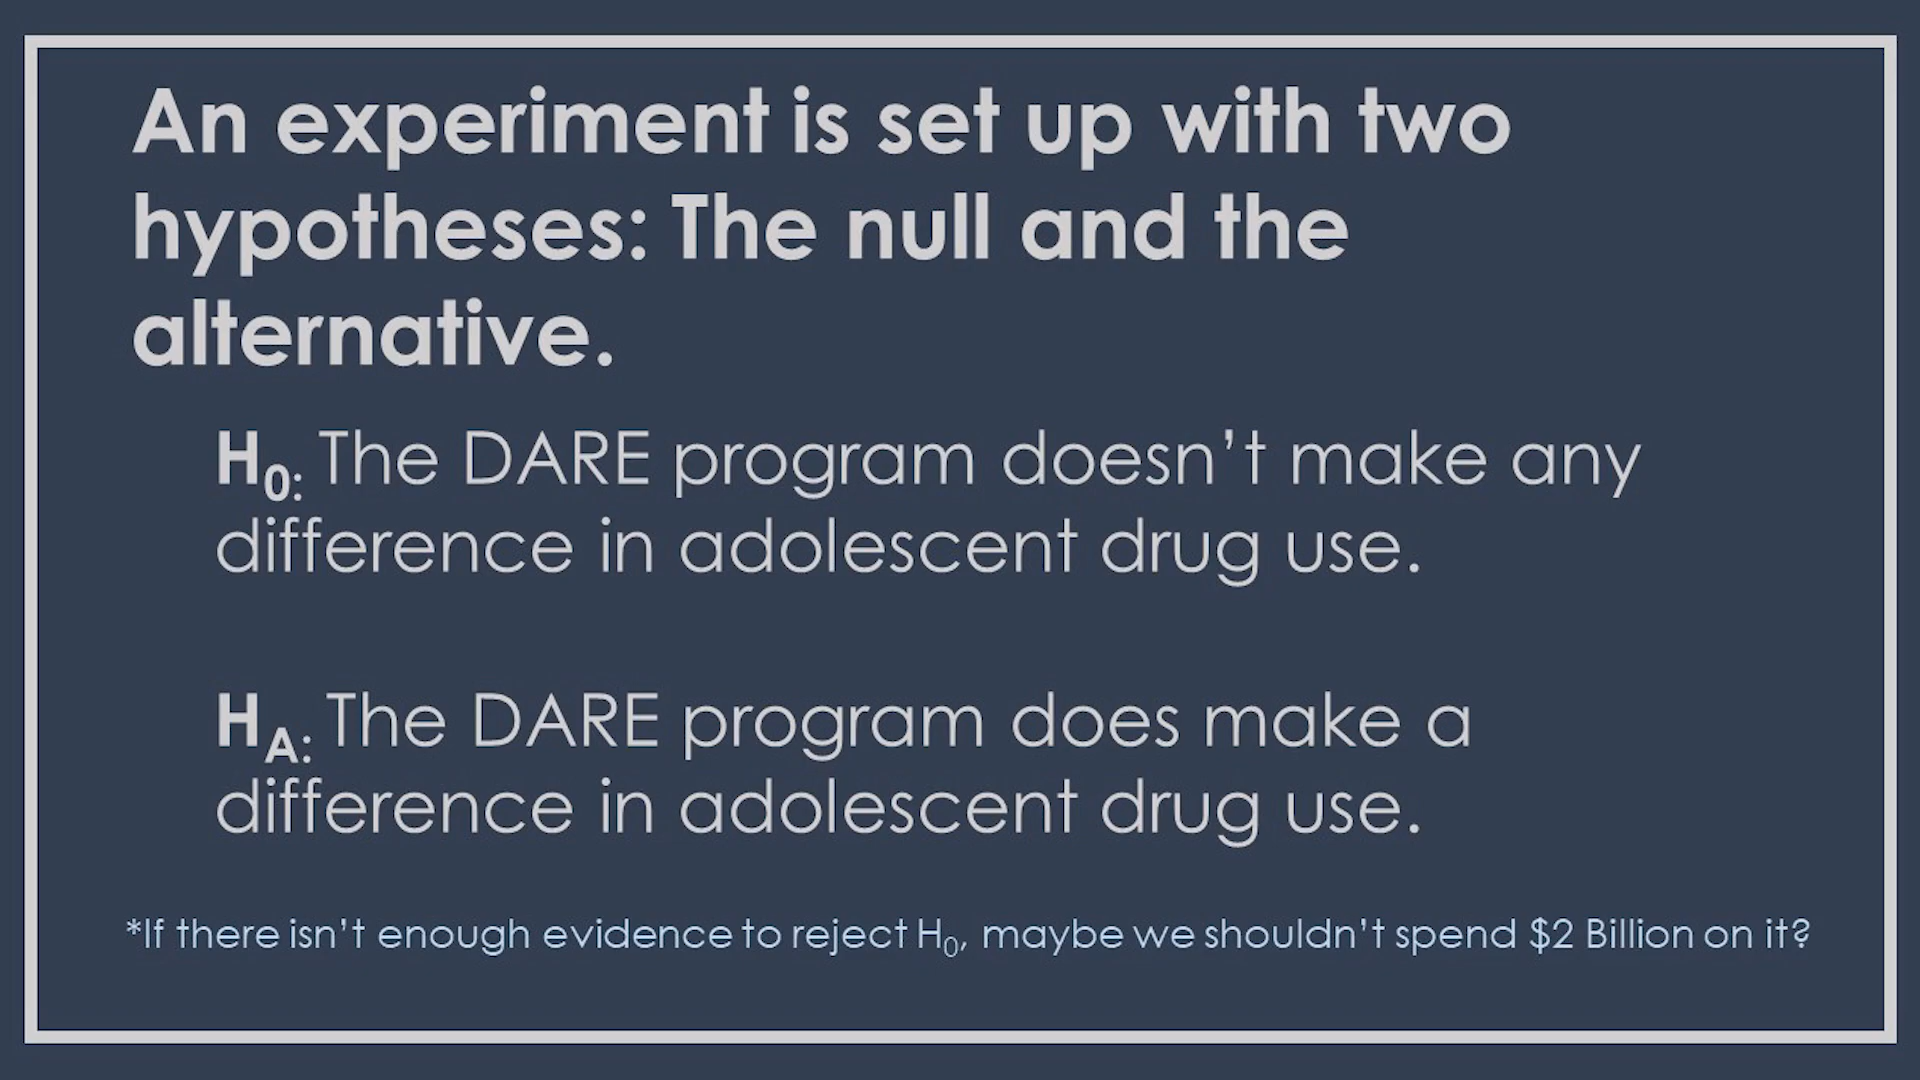 An experiment is set up with two
hypotheses: The null and the
alternative.
H₀: The DARE program doesn’t make any
difference in adolescent drug use.
Hᴀ: The DARE program does make a
difference in adolescent drug use.
*If there isn’t enough evidence to reject H₀, maybe we shouldn’t spend $2 Billion on it?